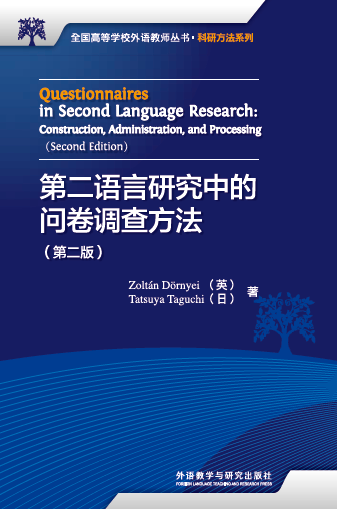 全国高等学校外语教师丛书·科研方法系列
Questionnaires
in Second Language Research:
Construction, Administration, and Processing
（Second Edition）
第二语言研究中的
问卷调查方法
（第二版）
Zoltán Dörnyei （英）
Tatsuya Taguchi（日） 著
外语教学与研究出版社
FOREIGN LANGUAGE TEACHING AND RESEARCH PRESS